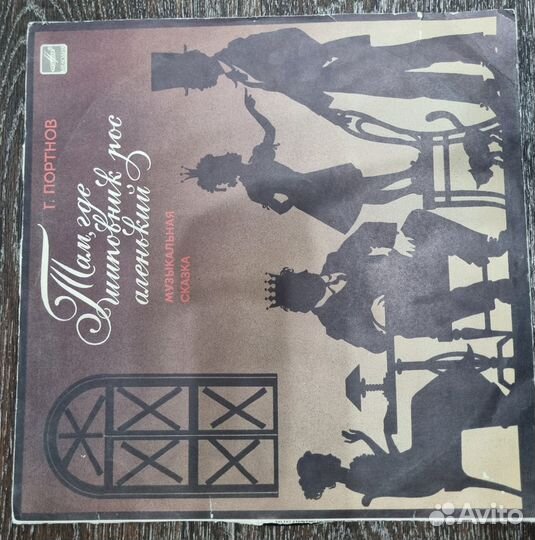 Г. ПОРТНОВ
Там, где
шиповник рос
аленький
МУЗЫКАЛЬНАЯ
СКАЗКА
Avito